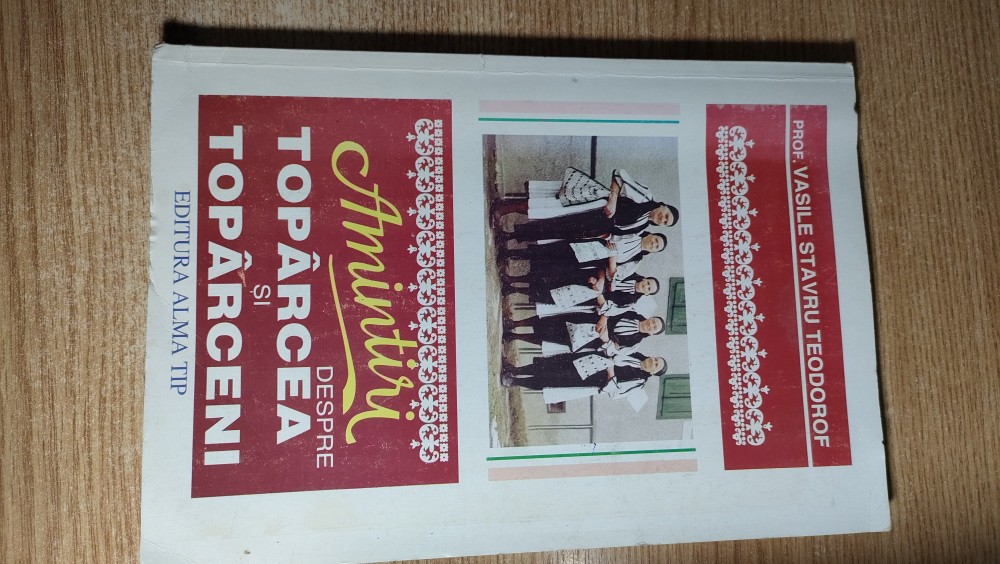 PROF. VASILE STAVRU TEODOROF
Amintiri
DESPRE
TOPÂRCEA
ȘI
TOPÂRCENI
EDITURA ALMA TIP